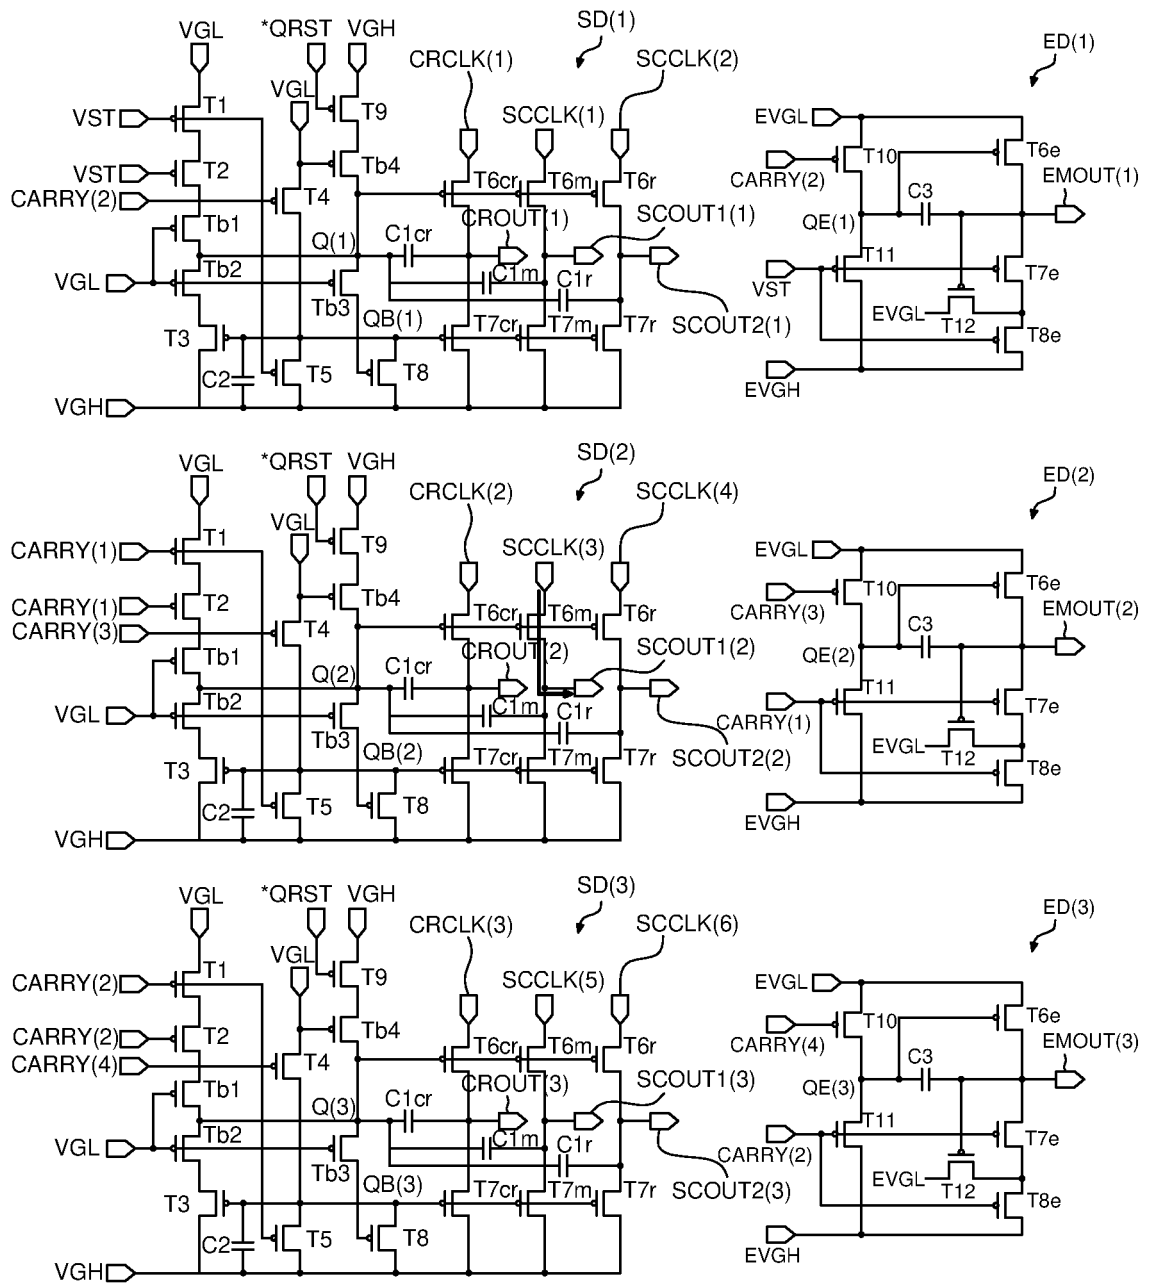 SD(1)
VGL *QRST VGH
CRCLK(1) SCCLK(2)
ED(1)
VGL
T1 T9 SCCLK(1)
VST
EVGL
T10 T6e
VST T2 Tb4
CARRY(2)
CARRY(2) T4 T6cr T6m T6r
C3 EMOUT(1)
CROUT(1) SCOUT1(1)
Tb1 QE(1)
Q(1) C1cr
T11
VGL Tb2 C1m C1r T7e
VST
Tb3
EVGL T12
QB(1) SCOUT2(1)
T3 T7cr T7m T7r T8e
C2 T5 T8
EVGH
VGH
SD(2)
VGL *QRST VGH
CRCLK(2) SCCLK(4)
ED(2)
VGL
T1 T9 SCCLK(3)
CARRY(1)
EVGL
T10 T6e
CARRY(1) T2 Tb4
CARRY(3)
CARRY(3) T4 T6cr T6m T6r
C3 EMOUT(2)
CROUT(2) SCOUT1(2)
Tb1 QE(2)
Q(2) C1cr
T11
VGL Tb2 C1m C1r T7e
CARRY(1)
Tb3
EVGL T12
QB(2) SCOUT2(2)
T3 T7cr T7m T7r T8e
C2 T5 T8
EVGH
VGH
SD(3)
VGL *QRST VGH
CRCLK(3) SCCLK(6)
ED(3)
VGL
T1 T9 SCCLK(5)
CARRY(2)
EVGL
T10 T6e
CARRY(2) T2 Tb4
CARRY(4)
CARRY(4) T4 T6cr T6m T6r
C3 EMOUT(3)
CROUT(3) SCOUT1(3)
Tb1 QE(3)
Q(3) C1cr
T11
VGL Tb2 C1m C1r T7e
CARRY(2)
Tb3
EVGL T12
QB(3) SCOUT2(3)
T3 T7cr T7m T7r T8e
C2 T5 T8
EVGH
VGH